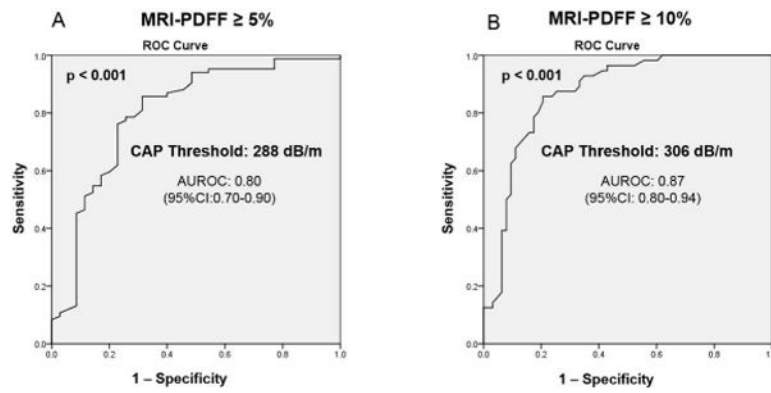 A
MRI-PDFF ≥ 5%
ROC Curve
p < 0.001
CAP Threshold: 288 dB/m
AUROC: 0.80
(95%CI:0.70-0.90)
Sensitivity
1.0
0.8
0.6
0.4
0.2
0.0
0.0 0.2 0.4 0.6 0.8 1.0
1 – Specificity
B
MRI-PDFF ≥ 10%
ROC Curve
p < 0.001
CAP Threshold: 306 dB/m
AUROC: 0.87
(95%CI: 0.80-0.94)
Sensitivity
1.0
0.8
0.6
0.4
0.2
0.0
0.0 0.2 0.4 0.6 0.8 1.0
1 – Specificity